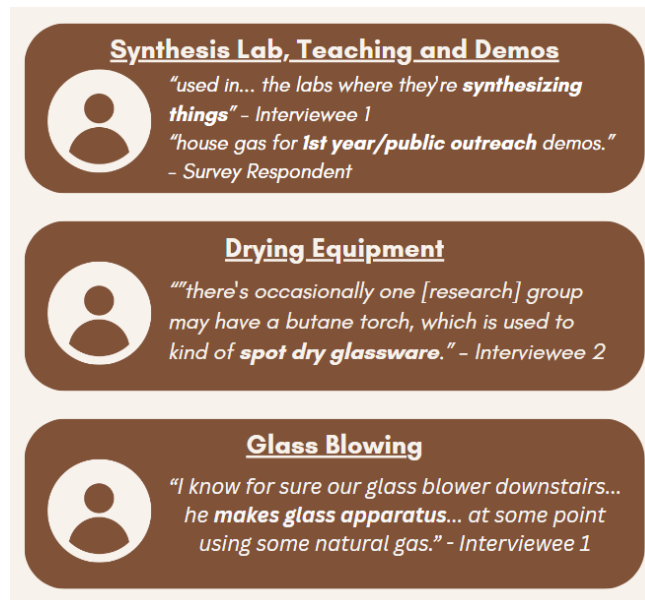 Synthesis Lab, Teaching and Demos
“used in... the labs where they're synthesizing
things” – Interviewee 1
“house gas for 1st year/public outreach demos.”
– Survey Respondent
Drying Equipment
“”there's occasionally one [research] group
may have a butane torch, which is used to
kind of spot dry glassware.” – Interviewee 2
Glass Blowing
“I know for sure our glass blower downstairs...
he makes glass apparatus... at some point
using some natural gas.” - Interviewee 1